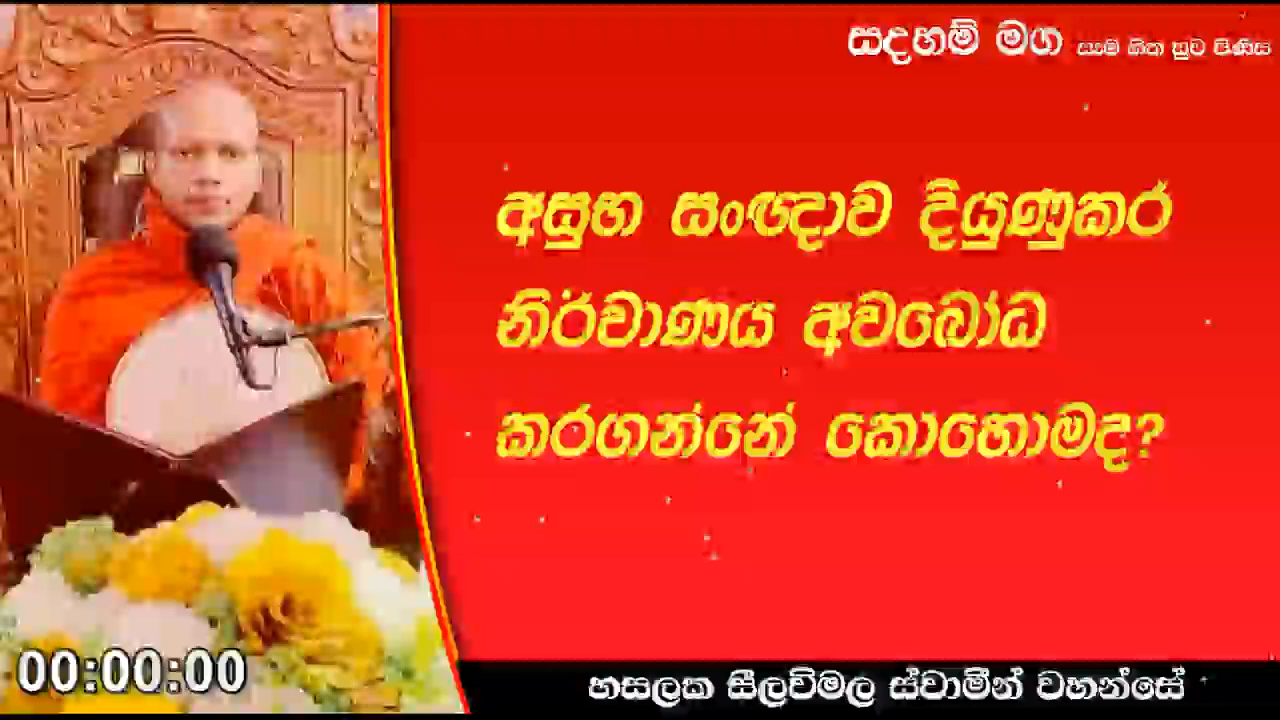 සදහම් මග සැම හිත සුව පිණිස
අසුභ සංඥාව දියුණුකර
නිර්වාණය අවබෝධ
කරගන්නේ කොහොමද?
00:00:00
හසලක සීලවිමල ස්වාමීන් වහන්සේ